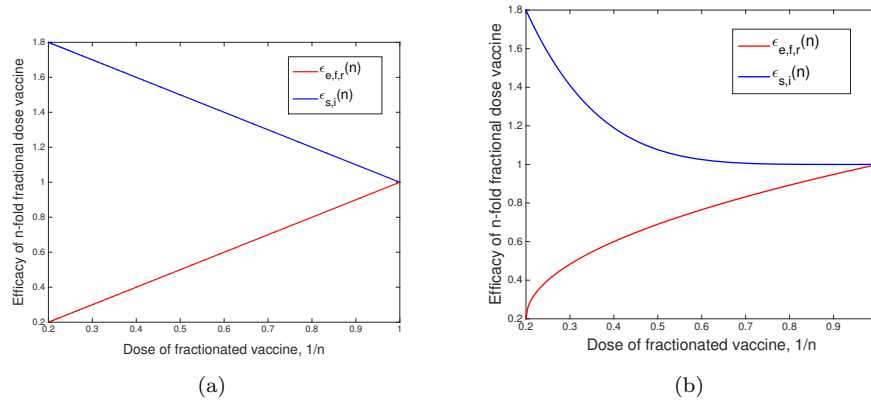 1.8
1.6
1.4
1.2
1
0.8
0.6
0.4
0.2
Efficacy of n-fold fractional dose vaccine
ϵe,f,r(n)
ϵs,i(n)
0.2 0.3 0.4 0.5 0.6 0.7 0.8 0.9 1
Dose of fractionated vaccine, 1/n
(a)
1.8
1.6
1.4
1.2
1
0.8
0.6
0.4
0.2
Efficacy of n-fold fractional dose vaccine
ϵe,f,r(n)
ϵs,i(n)
0.2 0.3 0.4 0.5 0.6 0.7 0.8 0.9
Dose of fractionated vaccine, 1/n
(b)